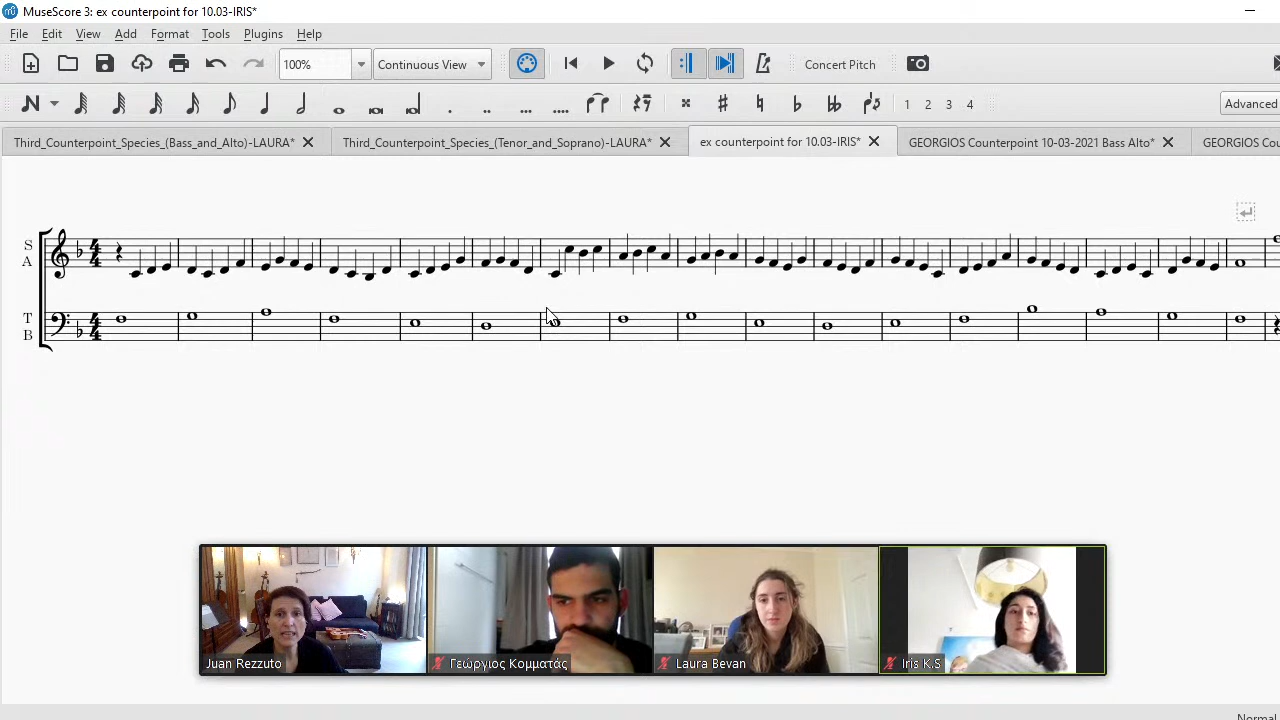 MuseScore 3: ex counterpoint for 10.03-IRIS*
File Edit View Add Format Tools Plugins Help
100% Continuous View Concert Pitch
1 2 3 4 Advanced
Third_Counterpoint_Species_(Bass_and_Alto)-LAURA* Third_Counterpoint_Species_(Tenor_and_Soprano)-LAURA* ex counterpoint for 10.03-IRIS* GEORGIOS Counterpoint 10-03-2021 Bass Alto* GEORGIOS Cou
S
A
T
B
Juan Rezzuto Γεώργιος Κομματάς Laura Bevan Iris K.S
Normal